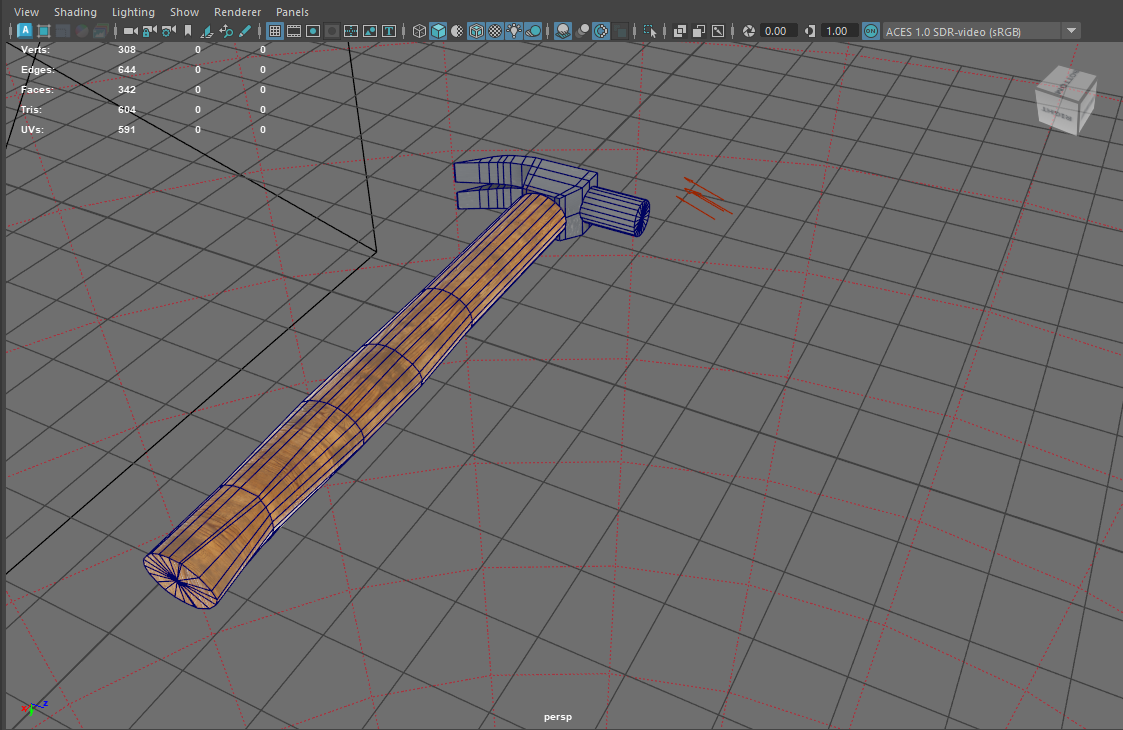 View Shading Lighting Show Renderer Panels
A T 0.00 1.00 ON ACES 1.0 SDR-video (sRGB)
Verts: 308 0 0
Edges: 644 0 0
Faces: 342 0 0
Tris: 604 0 0
UVs: 591 0 0
x z
y
persp